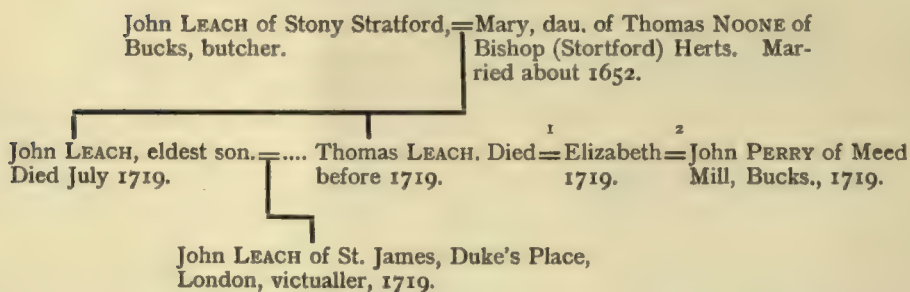 John LEACH of Stony Stratford,=Mary, dau. of Thomas NOONE of
Bucks, butcher. Bishop (Stortford) Herts. Mar-
ried about 1652.
1 2
John LEACH, eldest son.=.... Thomas LEACH. Died=Elizabeth=John PERRY of Meed
Died July 1719. before 1719. 1719. Mill, Bucks., 1719.
John LEACH of St. James, Duke's Place,
London, victualler, 1719.